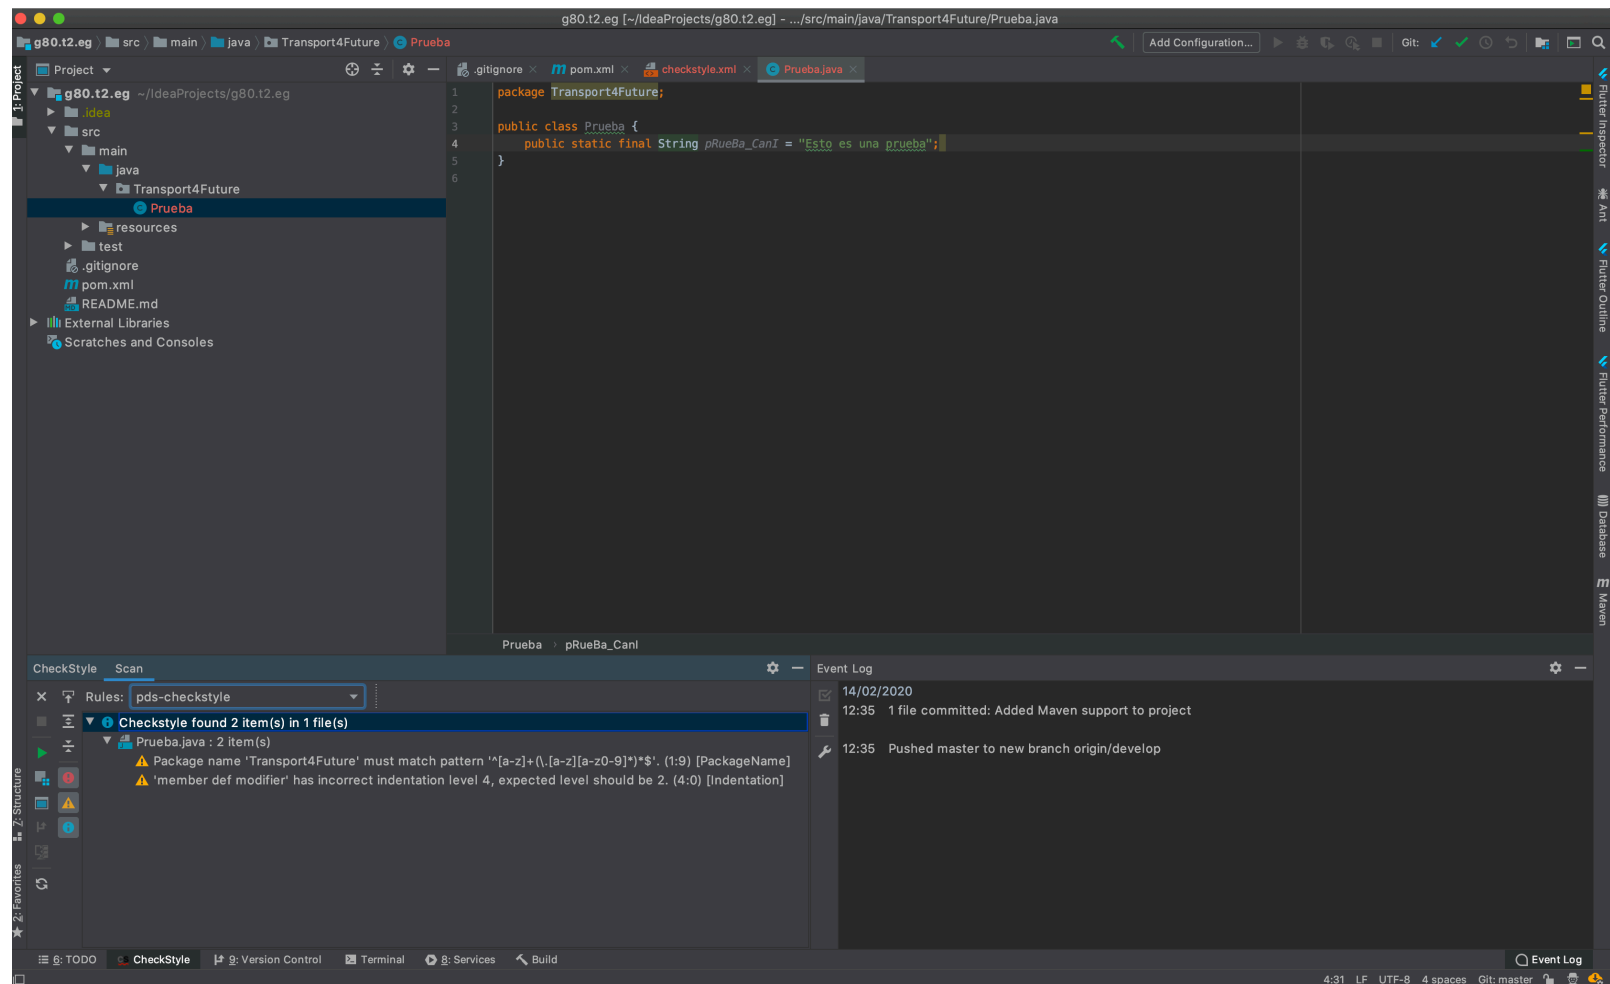 g80.t2.eg [~/IdeaProjects/g80.t2.eg] - .../src/main/java/Transport4Future/Prueba.java
g80.t2.eg src main java Transport4Future Prueba
Add Configuration... Git:
1: Project
Project
.gitignore pom.xml checkstyle.xml Prueba.java
g80.t2.eg ~/IdeaProjects/g80.t2.eg
.idea
src
main
java
Transport4Future
Prueba
resources
test
.gitignore
pom.xml
README.md
External Libraries
Scratches and Consoles
1 package Transport4Future;
2
3 public class Prueba {
4 public static final String pRueBa_CanI = "Esto es una prueba";
5 }
6
Prueba pRueBa_CanI
Flutter Inspector
Ant
Flutter Outline
Flutter Performance
Database
Maven
CheckStyle Scan
Rules: pds-checkstyle
Checkstyle found 2 item(s) in 1 file(s)
Prueba.java : 2 item(s)
Package name 'Transport4Future' must match pattern '^[a-z]+(\.[a-z][a-z0-9]*)*$'. (1:9) [PackageName]
'member def modifier' has incorrect indentation level 4, expected level should be 2. (4:0) [Indentation]
Event Log
14/02/2020
12:35 1 file committed: Added Maven support to project
12:35 Pushed master to new branch origin/develop
7: Structure
2: Favorites
6: TODO CheckStyle 9: Version Control Terminal 8: Services Build Event Log
4:31 LF UTF-8 4 spaces Git: master